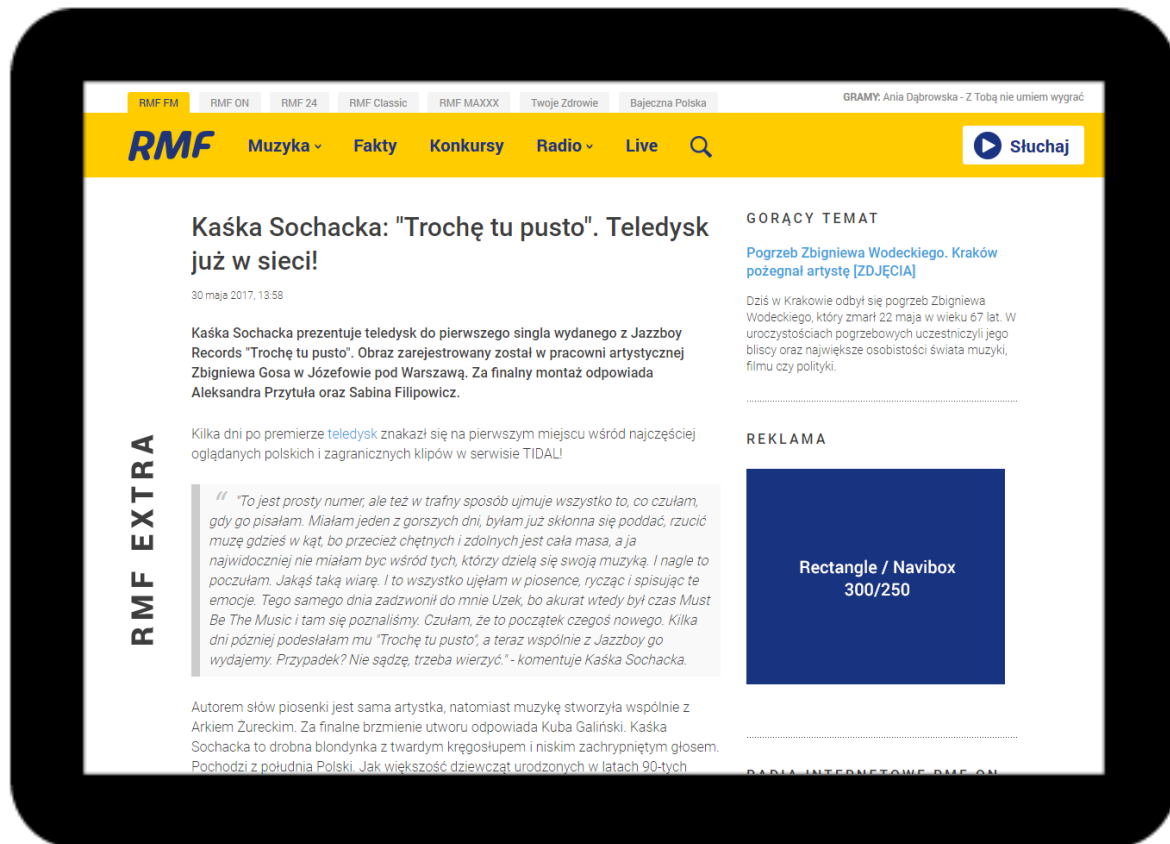 RMF FM RMF ON RMF 24 RMF Classic RMF MAXXX Twoje Zdrowie Bajeczna Polska
GRAMY: Ania Dąbrowska - Z Tobą nie umiem wygrać
RMF Muzyka Fakty Konkursy Radio Live Słuchaj
RMF EXTRA
Kaśka Sochacka: "Trochę tu pusto". Teledysk
już w sieci!
30 maja 2017, 13:58
Kaśka Sochacka prezentuje teledysk do pierwszego singla wydanego z Jazzboy
Records "Trochę tu pusto". Obraz zarejestrowany został w pracowni artystycznej
Zbigniewa Gosa w Józefowie pod Warszawą. Za finalny montaż odpowiada
Aleksandra Przytuła oraz Sabina Filipowicz.
Kilka dni po premierze teledysk znakazł się na pierwszym miejscu wśród najczęściej
oglądanych polskich i zagranicznych klipów w serwisie TIDAL!
“ "To jest prosty numer, ale też w trafny sposób ujmuje wszystko to, co czułam,
gdy go pisałam. Miałam jeden z gorszych dni, byłam już skłonna się poddać, rzucić
muzę gdzieś w kąt, bo przecież chętnych i zdolnych jest cała masa, a ja
najwidoczniej nie miałam byc wśród tych, którzy dzielą się swoją muzyką. I nagle to
poczułam. Jakąś taką wiarę. I to wszystko ujęłam w piosence, rycząc i spisując te
emocje. Tego samego dnia zadzwonił do mnie Uzek, bo akurat wtedy był czas Must
Be The Music i tam się poznaliśmy. Czułam, że to początek czegoś nowego. Kilka
dni pózniej podesłałam mu "Trochę tu pusto", a teraz wspólnie z Jazzboy go
wydajemy. Przypadek? Nie sądzę, trzeba wierzyć." - komentuje Kaśka Sochacka.
Autorem słów piosenki jest sama artystka, natomiast muzykę stworzyła wspólnie z
Arkiem Żureckim. Za finalne brzmienie utworu odpowiada Kuba Galiński. Kaśka
Sochacka to drobna blondynka z twardym kręgosłupem i niskim zachrypniętym głosem.
Pochodzi z południa Polski. Jak większość dziewcząt urodzonych w latach 90-tych
GORĄCY TEMAT
Pogrzeb Zbigniewa Wodeckiego. Kraków
pożegnał artystę [ZDJĘCIA]
Dziś w Krakowie odbył się pogrzeb Zbigniewa
Wodeckiego, który zmarł 22 maja w wieku 67 lat. W
uroczystościach pogrzebowych uczestniczyli jego
bliscy oraz największe osobistości świata muzyki,
filmu czy polityki.
REKLAMA
Rectangle / Navibox
300/250
RADIA INTERNETOWE RMF ON